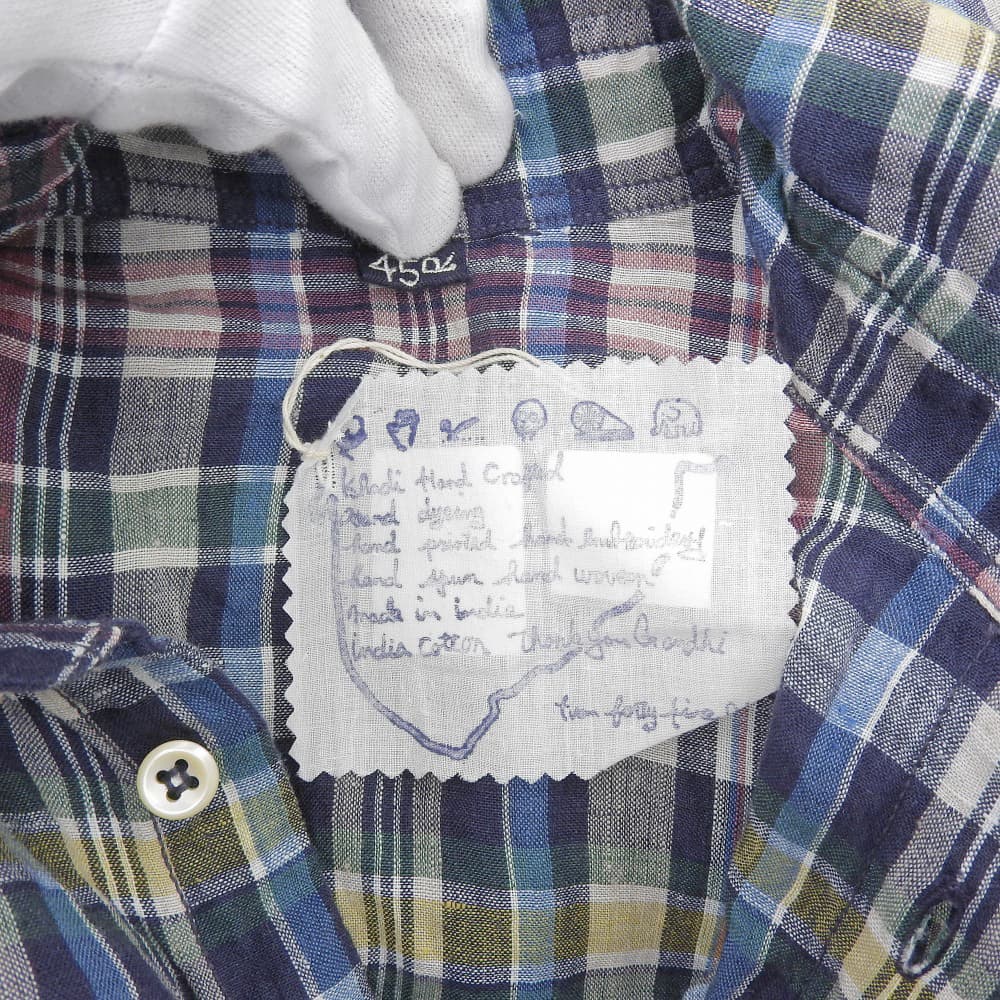 45R
Khadi Hand Crafted
Hand dyeing
hand printed hand embroidery
hand spun hand woven
made in india
india cotton Thank you Gandhi
from forty five R